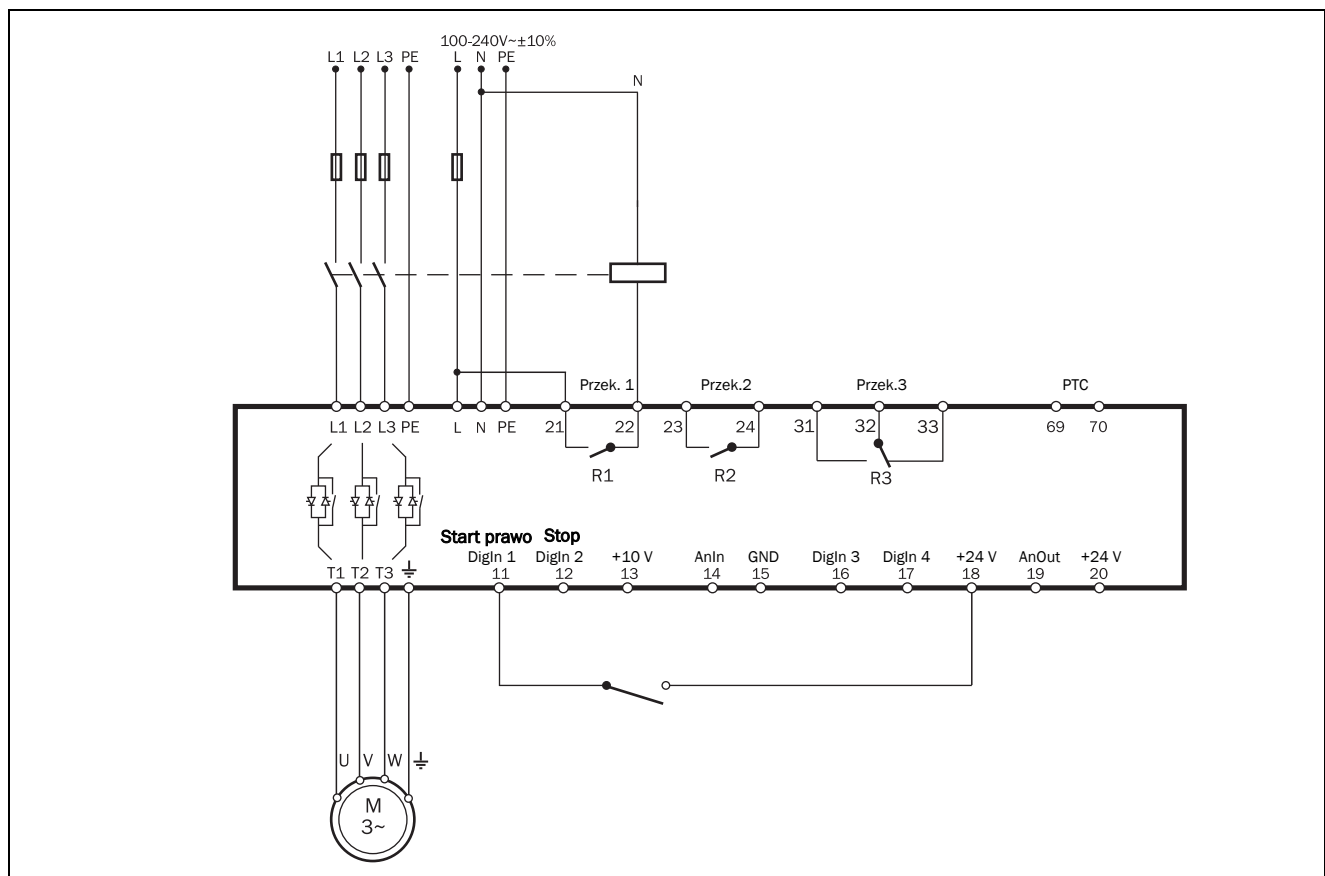 100-240V~±10%
L1 L2 L3 PE L N PE
N
Przek. 1 Przek.2 Przek.3 PTC
L1 L2 L3 PE L N PE 21 22 23 24 31 32 33 69 70
R1 R2 R3
Start prawo Stop
DigIn 1 DigIn 2 +10 V AnIn GND DigIn 3 DigIn 4 +24 V AnOut +24 V
T1 T2 T3 11 12 13 14 15 16 17 18 19 20
U V W
M
3~